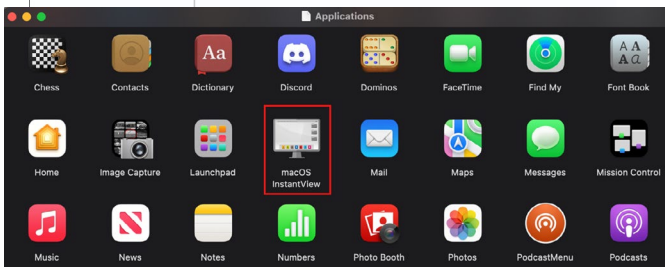 Applications
Aa
A A
A a
Chess Contacts Dictionary Discord Dominos FaceTime Find My Font Book
Home Image Capture Launchpad macOS Mail Maps Messages Mission Control
InstantView
Music News Notes Numbers Photo Booth Photos PodcastMenu Podcasts